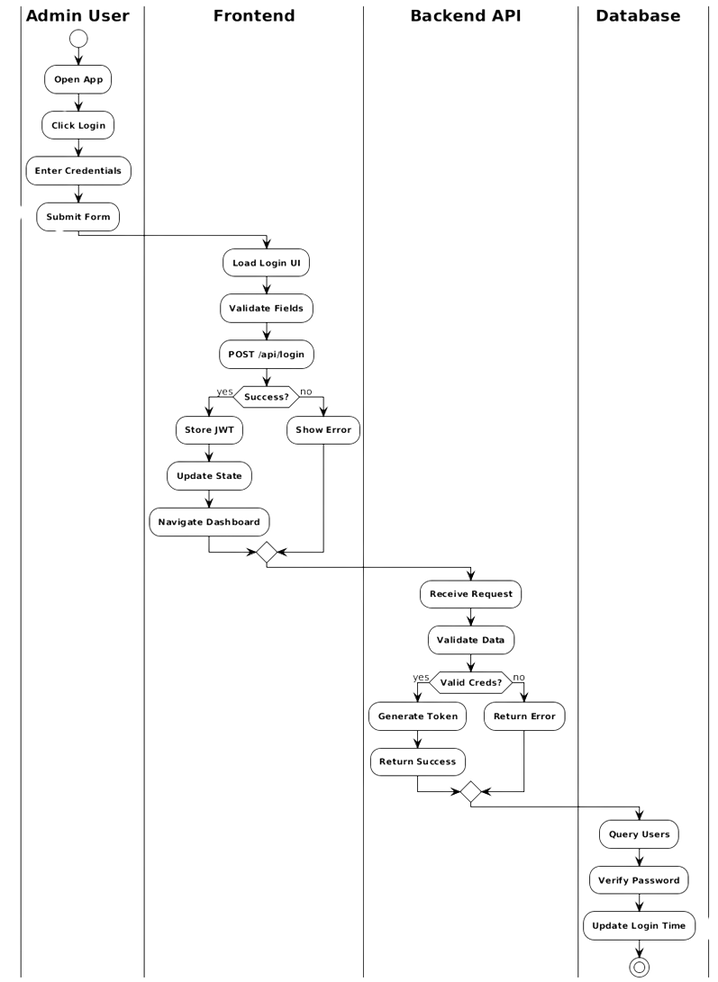 Admin User
Frontend
Backend API
Database
Open App
Click Login
Enter Credentials
Submit Form
Load Login UI
Validate Fields
POST /api/login
yes
Success?
no
Store JWT
Show Error
Update State
Navigate Dashboard
Receive Request
Validate Data
yes
Valid Creds?
no
Generate Token
Return Error
Return Success
Query Users
Verify Password
Update Login Time